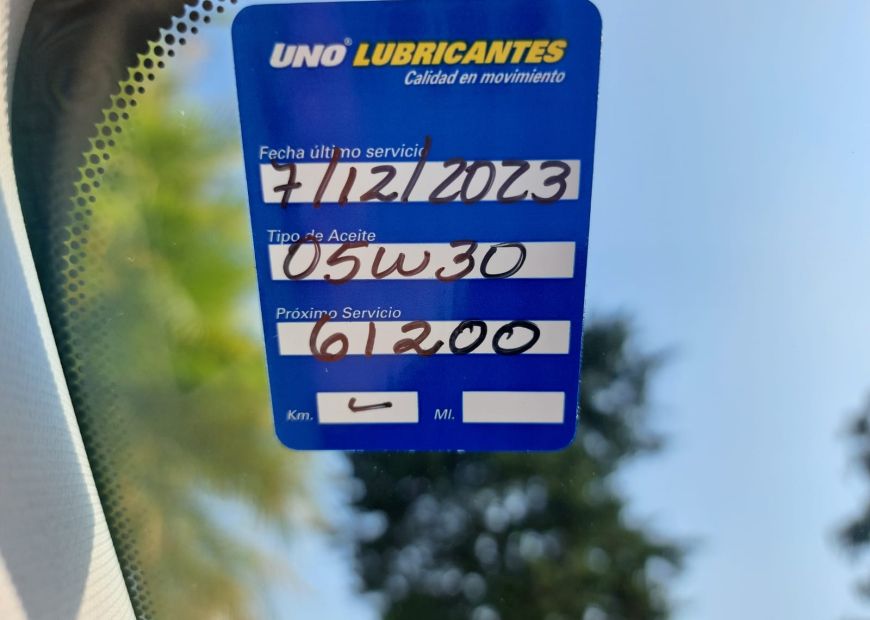 UNO® LUBRICANTES
Calidad en movimiento
Fecha último servicio
7/12/2023
Tipo de Aceite
05W30
Próximo Servicio
61200
Km. ✓ MI.